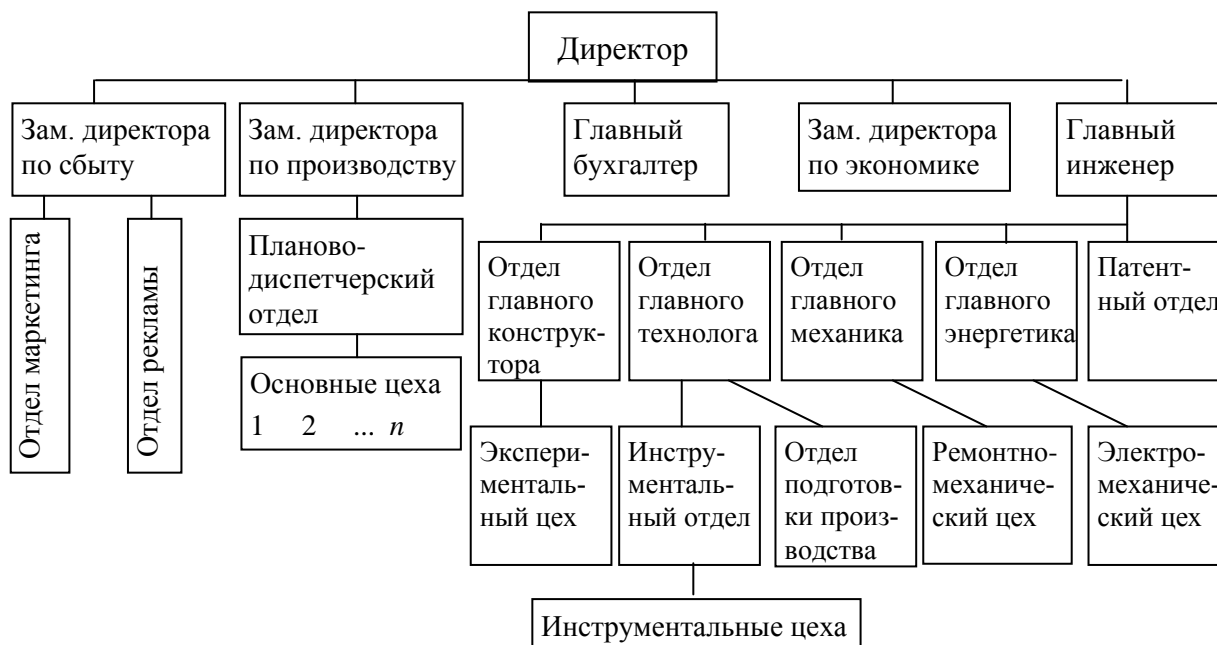 Директор
Зам. директора
по сбыту
Зам. директора
по производству
Главный
бухгалтер
Зам. директора
по экономике
Главный
инженер
Отдел маркетинга
Отдел рекламы
Планово-
диспетчерский
отдел
Основные цеха
1 2 ... n
Отдел
главного
конструк-
тора
Отдел
главного
технолога
Отдел
главного
механика
Отдел
главного
энергетика
Патент-
ный отдел
Экспери-
менталь-
ный цех
Инстру-
менталь-
ный отдел
Отдел
подготов-
ки произ-
водства
Ремонтно-
механиче-
ский цех
Электро-
механиче-
ский цех
Инструментальные цеха